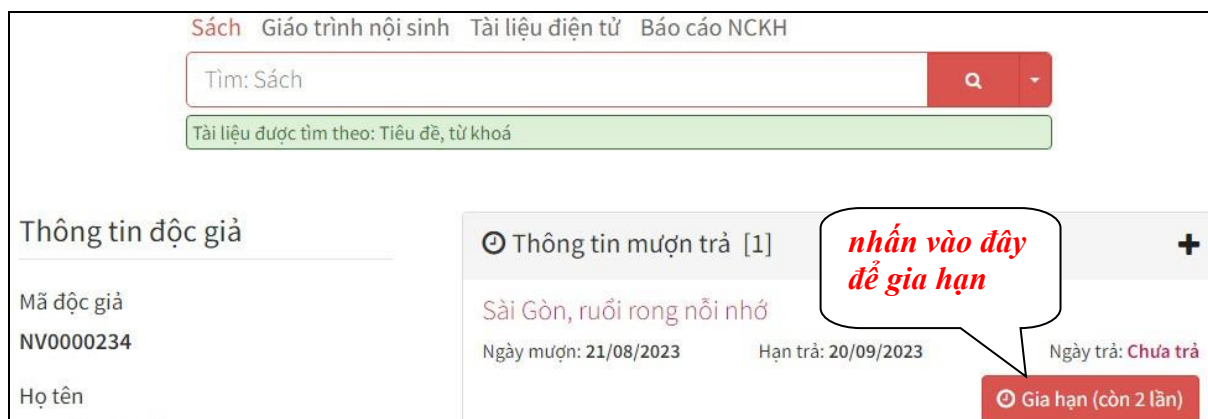 Sách Giáo trình nội sinh Tài liệu điện tử Báo cáo NCKH
Tìm: Sách
Tài liệu được tìm theo: Tiêu đề, từ khoá
Thông tin độc giả
Mã độc giả
NV0000234
Họ tên
Thông tin mượn trả [1]
nhấn vào đây
để gia hạn
Sài Gòn, ruổi rong nỗi nhớ
Ngày mượn: 21/08/2023 Hạn trả: 20/09/2023 Ngày trả: Chưa trả
Gia hạn (còn 2 lần)